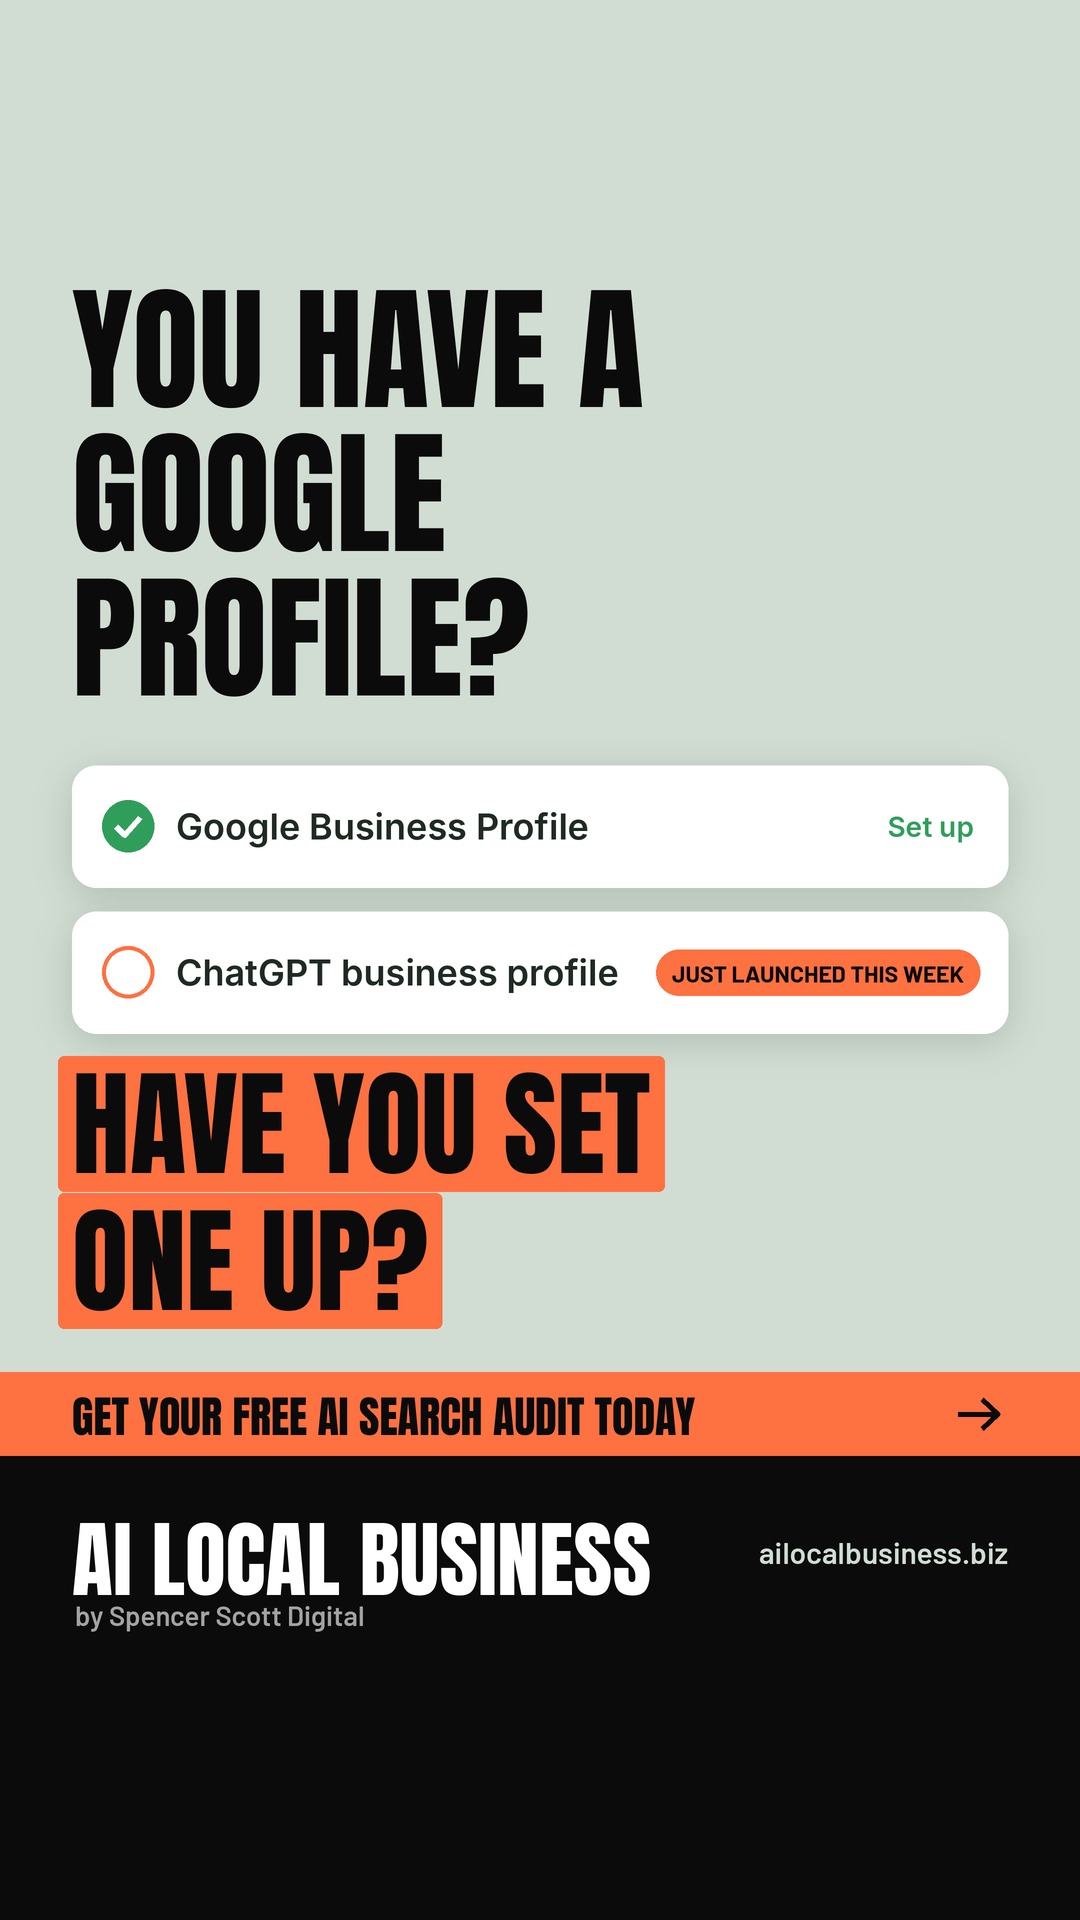 YOU HAVE A
GOOGLE
PROFILE?
Google Business Profile Set up
ChatGPT business profile JUST LAUNCHED THIS WEEK
HAVE YOU SET
ONE UP?
GET YOUR FREE AI SEARCH AUDIT TODAY →
AI LOCAL BUSINESS ailocalbusiness.biz
by Spencer Scott Digital